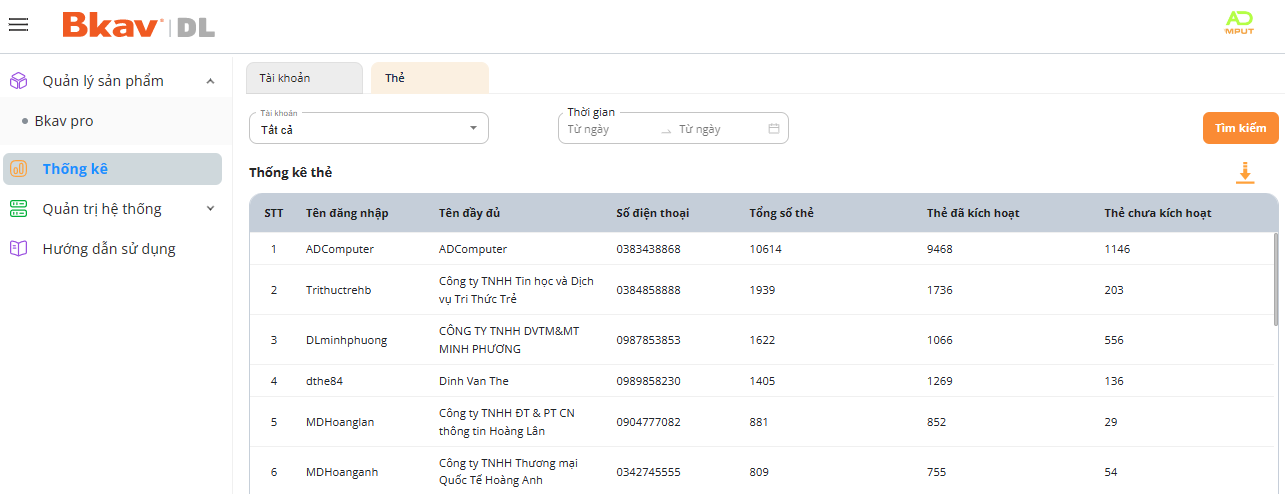 Bkav® | DL
AD
MPUT
Quản lý sản phẩm
Bkav pro
Thống kê
Quản trị hệ thống
Hướng dẫn sử dụng
Tài khoản Thẻ
Tài khoản
Tất cả
Thời gian
Từ ngày Từ ngày
Tìm kiếm
Thống kê thẻ
STT Tên đăng nhập Tên đầy đủ Số điện thoại Tổng số thẻ Thẻ đã kích hoạt Thẻ chưa kích hoạt
1 ADComputer ADComputer 0383438868 10614 9468 1146
2 Trithuctrehb Công ty TNHH Tin học và Dịch vụ Tri Thức Trẻ 0384858888 1939 1736 203
3 DLminhphuong CÔNG TY TNHH DVTM&MT MINH PHƯƠNG 0987853853 1622 1066 556
4 dthe84 Dinh Van The 0989858230 1405 1269 136
5 MDHoanglan Công ty TNHH ĐT & PT CN thông tin Hoàng Lân 0904777082 881 852 29
6 MDHoanganh Công ty TNHH Thương mại Quốc Tế Hoàng Anh 0342745555 809 755 54